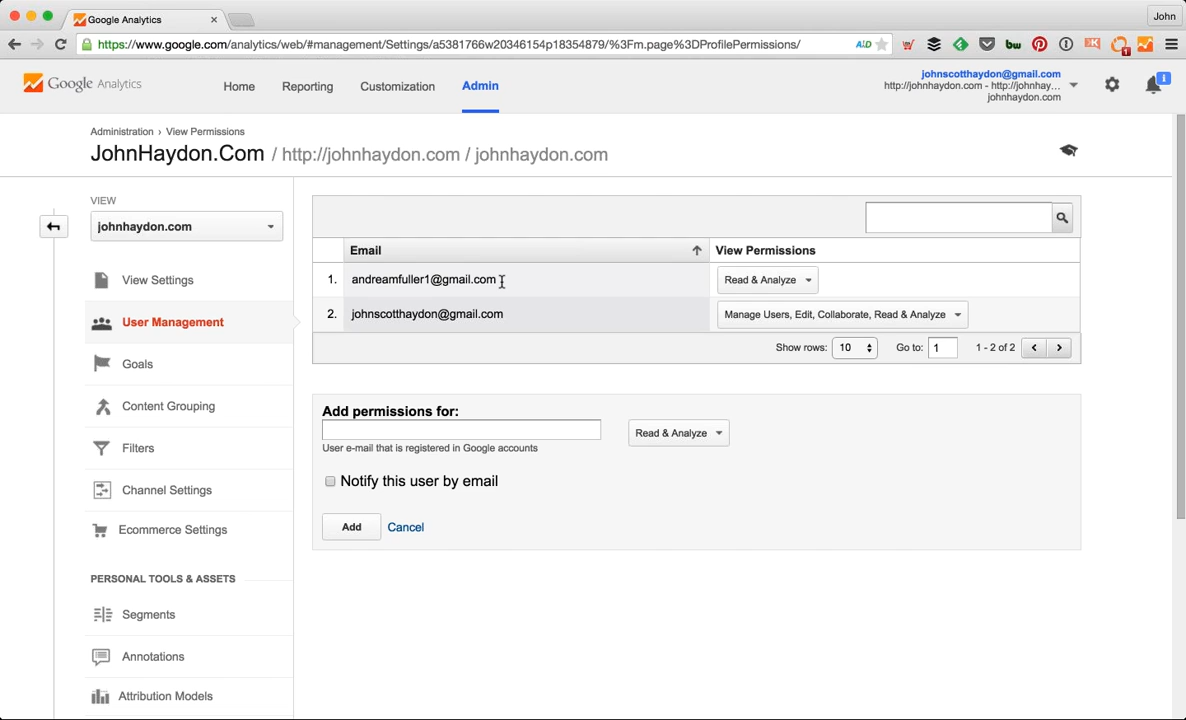 Google Analytics
John
https://www.google.com/analytics/web/#management/Settings/a5381766w20346154p18354879/%3Fm.page%3DProfilePermissions/
bw
1
Google Analytics
Home
Reporting
Customization
Admin
johnscotthaydon@gmail.com
http://johnhaydon.com - http://johnhay...
johnhaydon.com
1
Administration › View Permissions
JohnHaydon.Com / http://johnhaydon.com / johnhaydon.com
VIEW
johnhaydon.com
View Settings
User Management
Goals
Content Grouping
Filters
Channel Settings
Ecommerce Settings
PERSONAL TOOLS & ASSETS
Segments
Annotations
Attribution Models
Email
View Permissions
1. andreamfuller1@gmail.com Read & Analyze
2. johnscotthaydon@gmail.com Manage Users, Edit, Collaborate, Read & Analyze
Show rows: 10 Go to: 1 1 - 2 of 2
Add permissions for:
Read & Analyze
User e-mail that is registered in Google accounts
Notify this user by email
Add Cancel